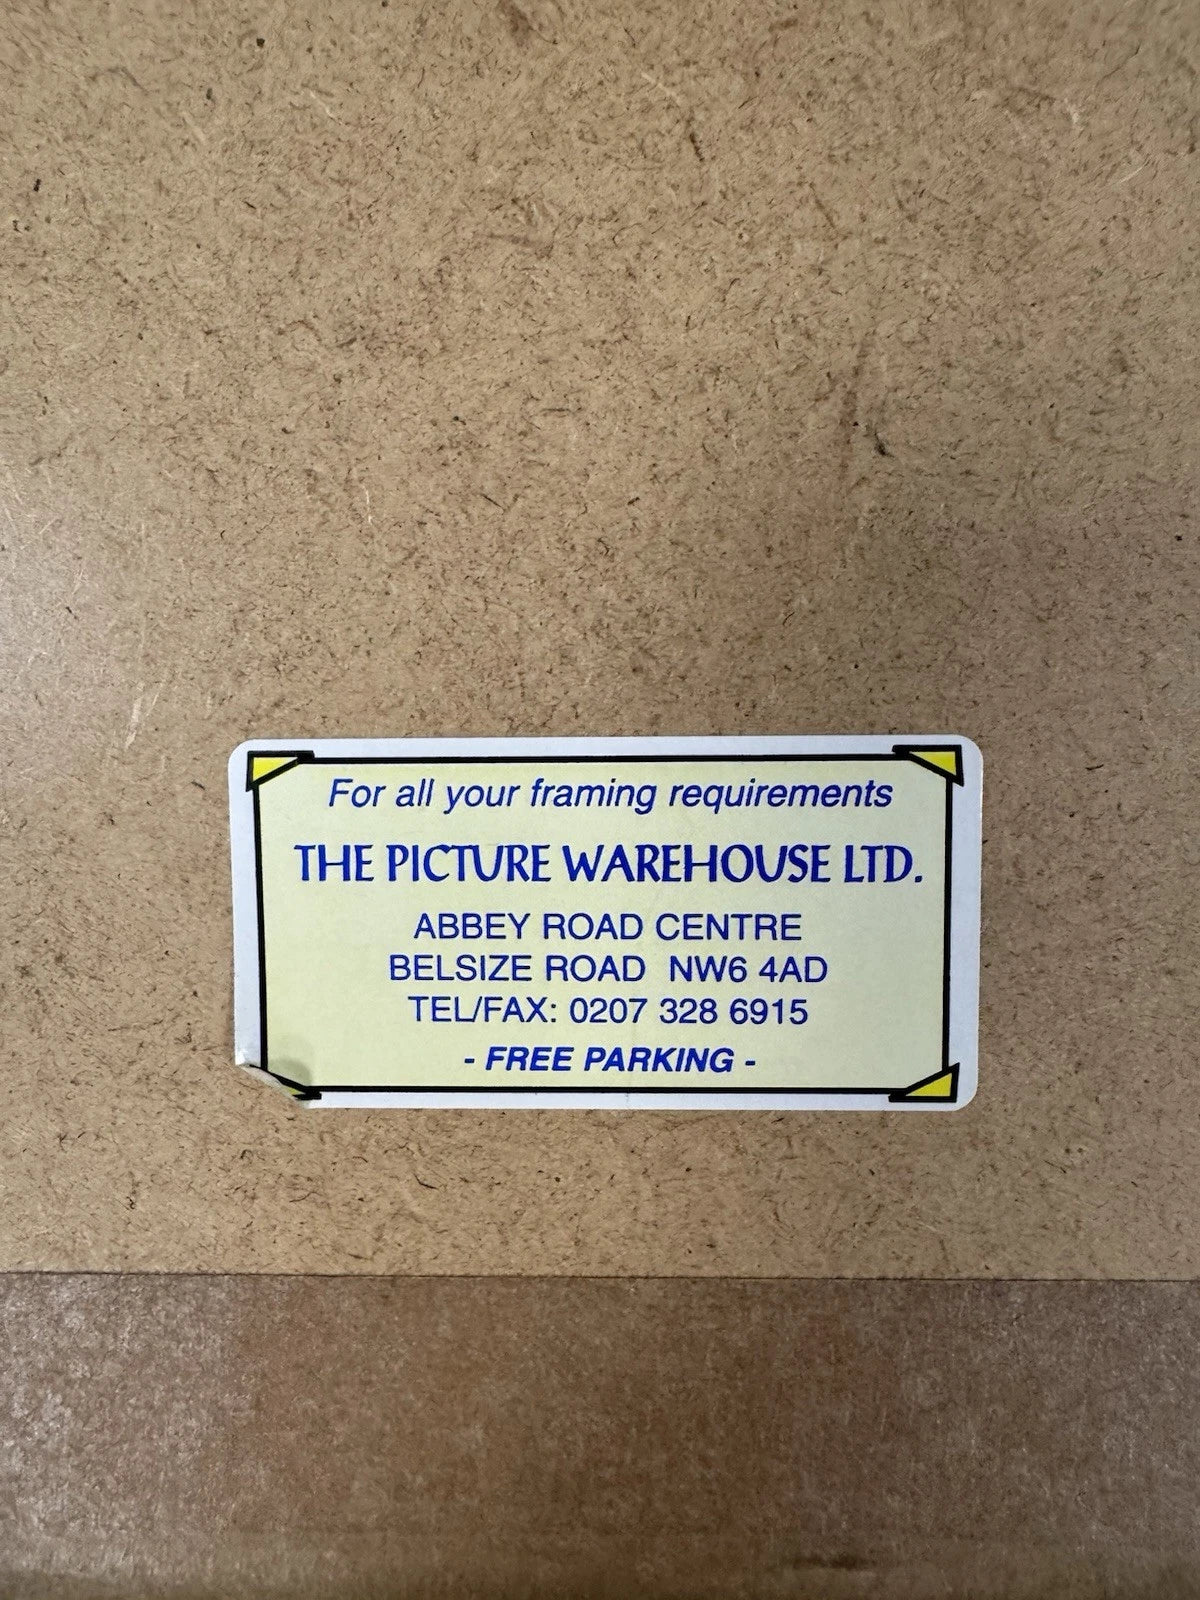 For all your framing requirements
THE PICTURE WAREHOUSE LTD.
ABBEY ROAD CENTRE
BELSIZE ROAD NW6 4AD
TEL/FAX: 0207 328 6915
- FREE PARKING -